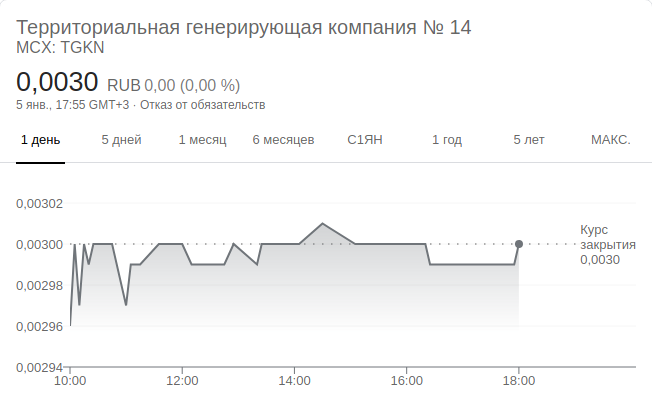 Территориальная генерирующая компания № 14
MCX: TGKN
0,0030 RUB 0,00 (0,00 %)
5 янв., 17:55 GMT+3 · Отказ от обязательств
1 день 5 дней 1 месяц 6 месяцев С1ЯН 1 год 5 лет МАКС.
0,00302
0,00300
0,00298
0,00296
0,00294
Курс
закрытия
0,0030
10:00 12:00 14:00 16:00 18:00